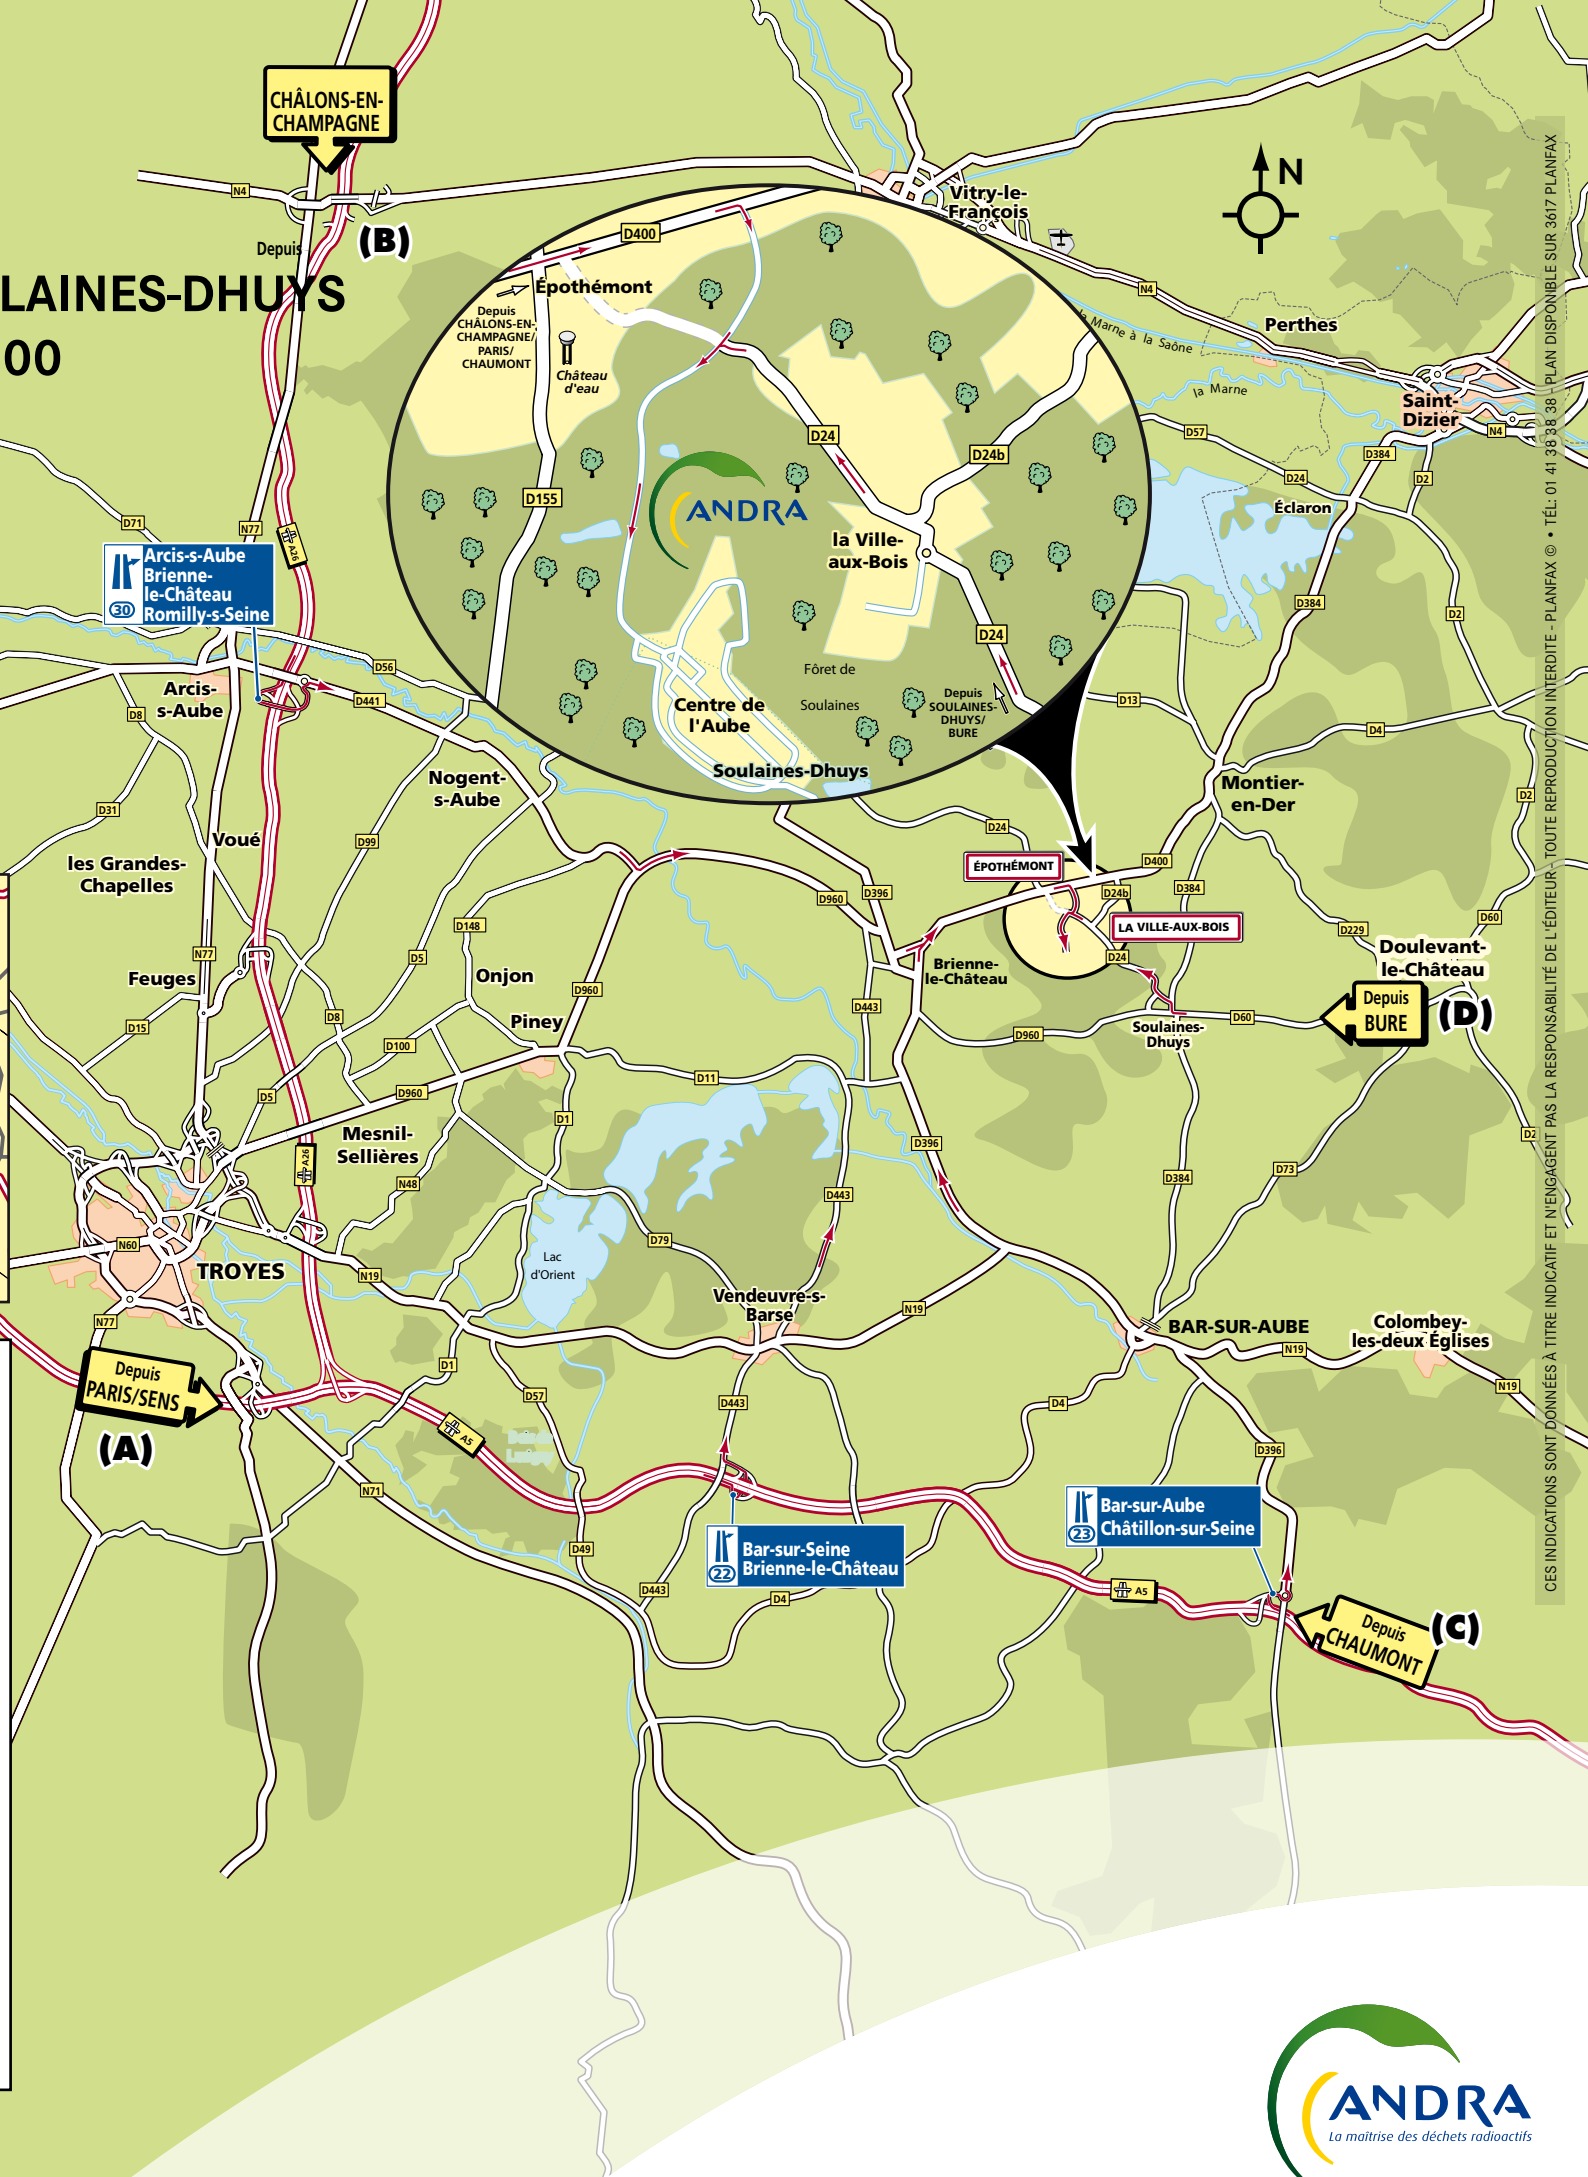 CHÂLONS-EN-
CHAMPAGNE
N4
Depuis
(B)
LAINES-DHUYS
00
Vitry-le-
François
N
N4
la Marne à la Saône
Perthes
la Marne
Saint-
Dizier
N4
D57
D24
D384
D2
Éclaron
D384
D2
D400
Épothémont
Depuis
CHÂLONS-EN-
CHAMPAGNE/
PARIS/
CHAUMONT
Château
d'eau
D24
D24b
D155
ANDRA
la Ville-
aux-Bois
D24
Fôret de
Soulaines
Depuis
SOULAINES-
DHUYS/
BURE
Centre de
l'Aube
Soulaines-Dhuys
D71
N77
A26
Arcis-s-Aube
Brienne-
le-Château
Romilly-s-Seine
30
D56
Arcis-
s-Aube
D441
D8
D13
D4
Nogent-
s-Aube
Montier-
en-Der
D2
D31
Voué
D99
les Grandes-
Chapelles
D24
ÉPOTHÉMONT
D400
D24b
D384
D960
D396
LA VILLE-AUX-BOIS
D60
D229
D148
N77
D5
Feuges
Onjon
D24
Brienne-
le-Château
Doulevant-
le-Château
D960
Depuis
BURE
(D)
D443
D8
D15
Piney
D60
D960
Soulaines-
Dhuys
D100
D11
D5
D960
D1
Mesnil-
Sellières
D396
D2
A26
N48
D443
D384
D73
N60
TROYES
D79
Lac
d'Orient
N19
Vendeuvre-s-
Barse
N19
BAR-SUR-AUBE
Colombey-
les-deux Églises
N77
N19
N19
Depuis
PARIS/SENS
(A)
D1
D57
D443
D4
A5
D396
N71
Bar-sur-Aube
Châtillon-sur-Seine
23
Bar-sur-Seine
Brienne-le-Château
22
D49
D443
D4
A5
Depuis
CHAUMONT
(C)
CES INDICATIONS SONT DONNÉES À TITRE INDICATIF ET N'ENGAGENT PAS LA RESPONSABILITÉ DE L'ÉDITEUR - TOUTE REPRODUCTION INTERDITE - PLANFAX © • TÉL: 01 41 38 38 38 - PLAN DISPONIBLE SUR 3617 PLANFAX
ANDRA
La maîtrise des déchets radioactifs